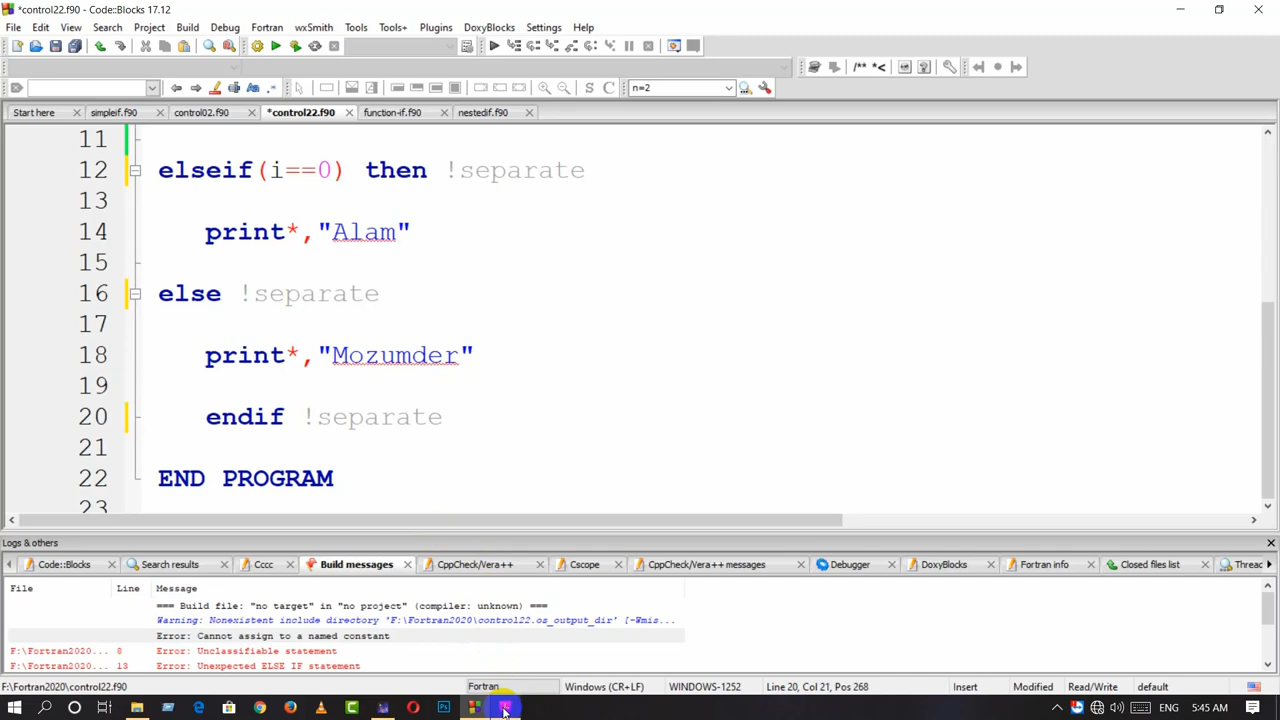 *control22.f90 - Code::Blocks 17.12
File Edit View Search Project Build Debug Fortran wxSmith Tools Tools+ Plugins DoxyBlocks Settings Help
/** *<
S C n=2
Start here simpleif.f90 control02.f90 *control22.f90 function-if.f90 nestedif.f90
11
12 elseif(i==0) then !separate
13
14 print*,"Alam"
15
16 else !separate
17
18 print*,"Mozumder"
19
20 endif !separate
21
22 END PROGRAM
23
Logs & others
Code::Blocks Search results Cccc Build messages CppCheck/Vera++ Cscope CppCheck/Vera++ messages Debugger DoxyBlocks Fortran info Closed files list Threa
File Line Message
=== Build file: "no target" in "no project" (compiler: unknown) ===
Warning: Nonexistent include directory 'F:\Fortran2020\control22.os_output_dir' [-Wmis...
Error: Cannot assign to a named constant
F:\Fortran2020... 8 Error: Unclassifiable statement
F:\Fortran2020... 13 Error: Unexpected ELSE IF statement
F:\Fortran2020\control22.f90 Fortran Windows (CR+LF) WINDOWS-1252 Line 20, Col 21, Pos 268 Insert Modified Read/Write default
Ps ENG 5:45 AM